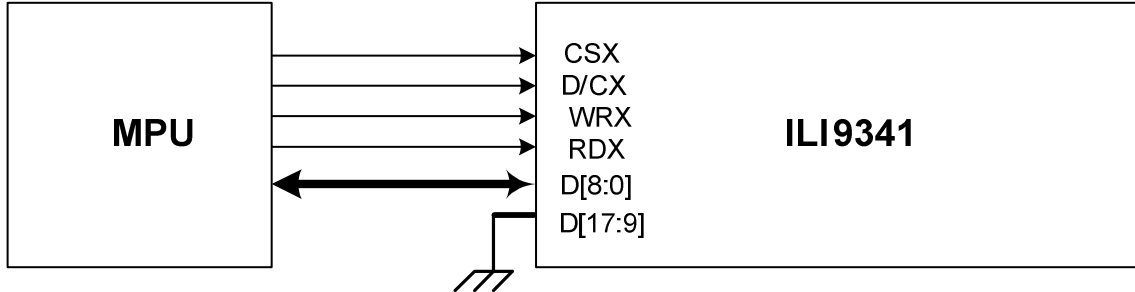 CSX
D/CX
WRX
MPU
ILI9341
RDX
D[8:0]
D[17:9]